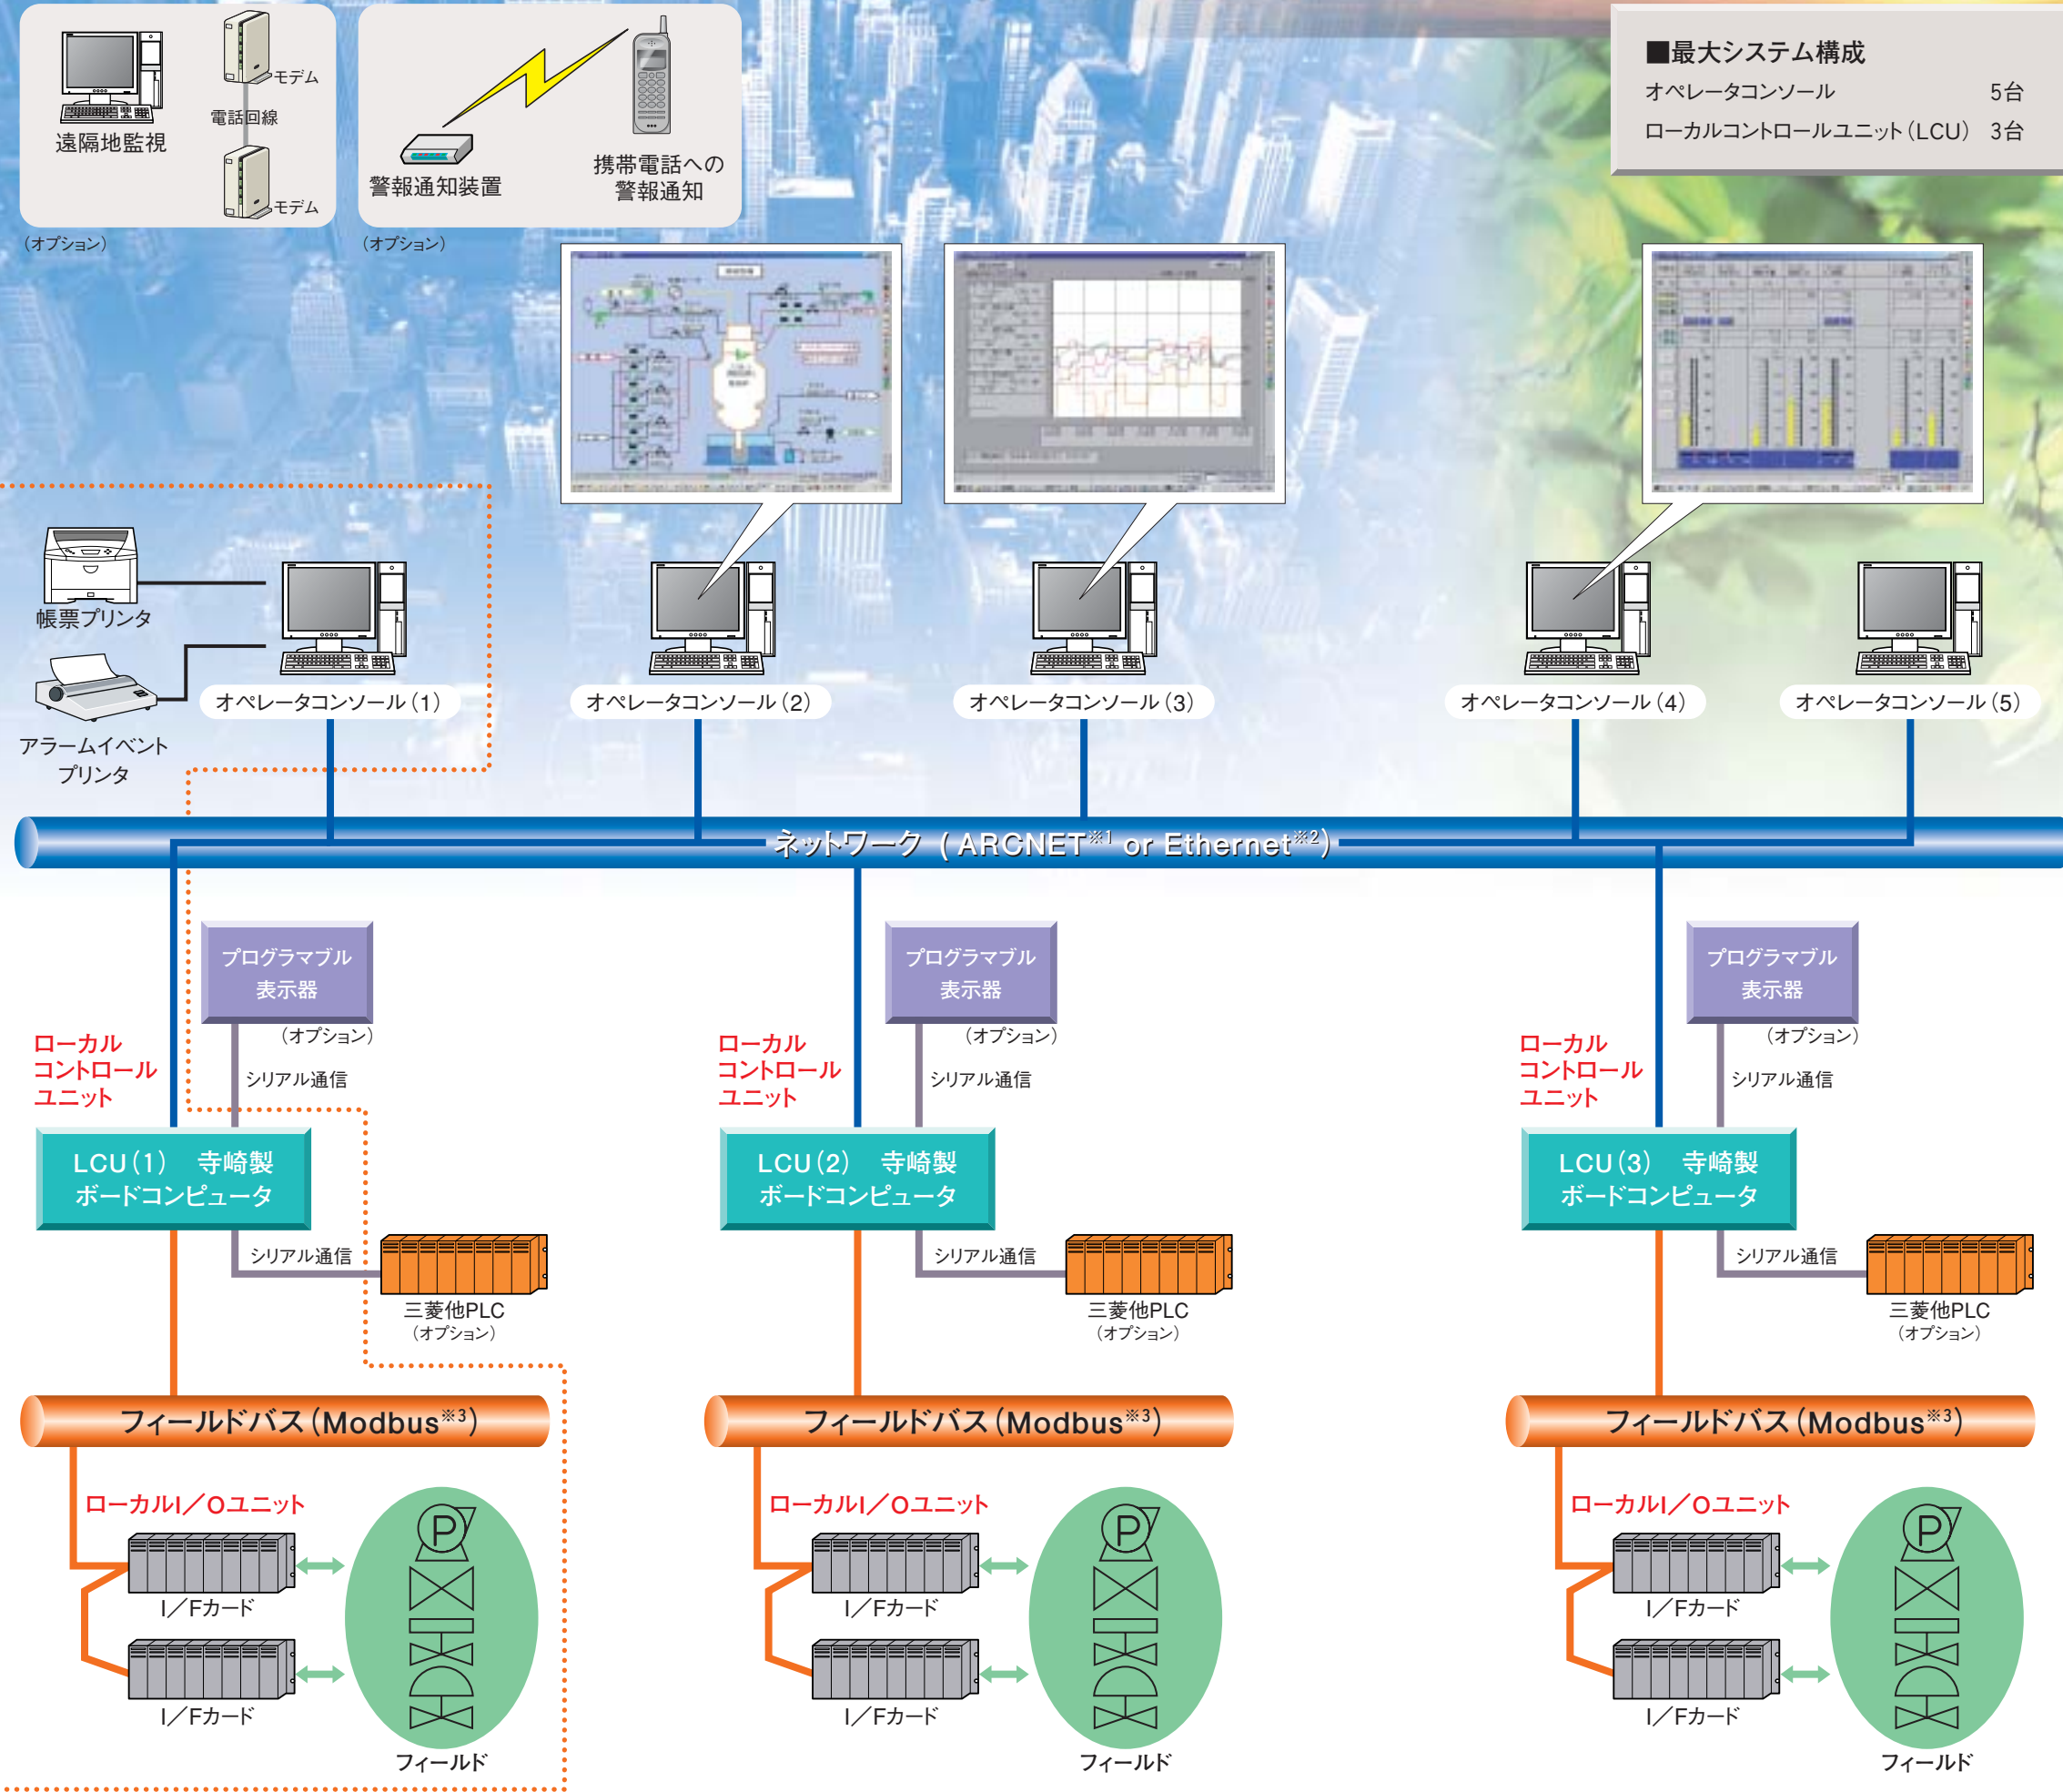 モデム
電話回線
モデム
遠隔地監視
(オプション)
警報通知装置
携帯電話への
警報通知
(オプション)
■最大システム構成
オペレータコンソール 5台
ローカルコントロールユニット(LCU) 3台
帳票プリンタ
アラームイベント
プリンタ
オペレータコンソール(1)
オペレータコンソール(2)
オペレータコンソール(3)
オペレータコンソール(4)
オペレータコンソール(5)
ネットワーク ( ARCNET※1 or Ethernet※2)
プログラマブル
表示器
(オプション)
シリアル通信
ローカル
コントロール
ユニット
LCU(1) 寺崎製
ボードコンピュータ
シリアル通信
三菱他PLC
(オプション)
フィールドバス(Modbus※3)
ローカルI/Oユニット
P
I/Fカード
I/Fカード
フィールド
プログラマブル
表示器
(オプション)
シリアル通信
ローカル
コントロール
ユニット
LCU(2) 寺崎製
ボードコンピュータ
シリアル通信
三菱他PLC
(オプション)
フィールドバス(Modbus※3)
ローカルI/Oユニット
P
I/Fカード
I/Fカード
フィールド
プログラマブル
表示器
(オプション)
シリアル通信
ローカル
コントロール
ユニット
LCU(3) 寺崎製
ボードコンピュータ
シリアル通信
三菱他PLC
(オプション)
フィールドバス(Modbus※3)
ローカルI/Oユニット
P
I/Fカード
I/Fカード
フィールド